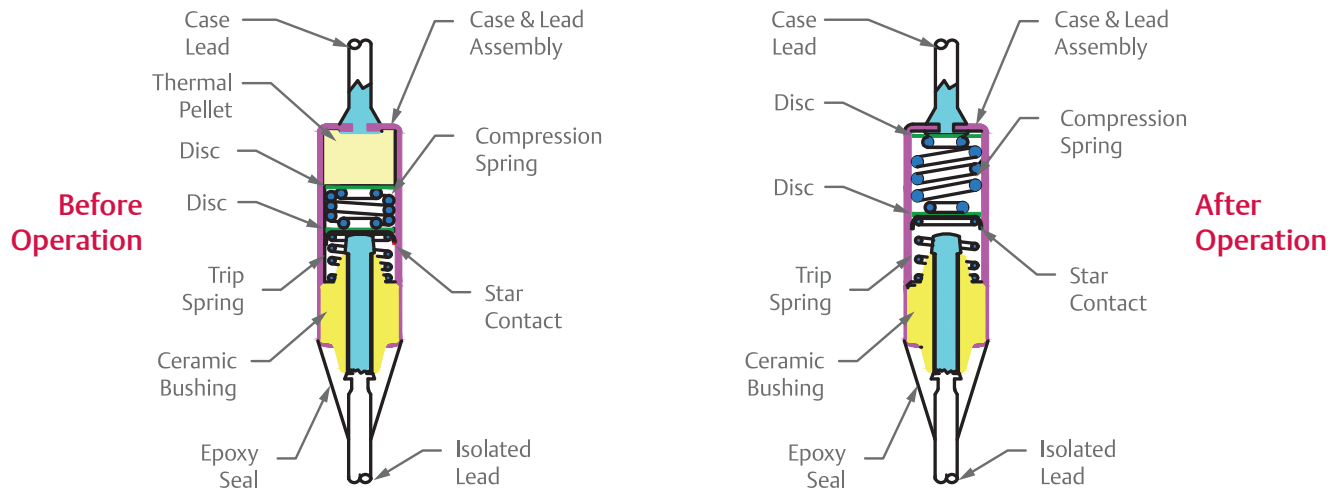 Case
Lead
Case & Lead
Assembly
Thermal
Pellet
Compression
Spring
Disc
Disc
Before
Operation
Trip
Spring
Star
Contact
Ceramic
Bushing
Epoxy
Seal
Isolated
Lead
Case
Lead
Case & Lead
Assembly
Disc
Compression
Spring
Disc
After
Operation
Trip
Spring
Star
Contact
Ceramic
Bushing
Epoxy
Seal
Isolated
Lead